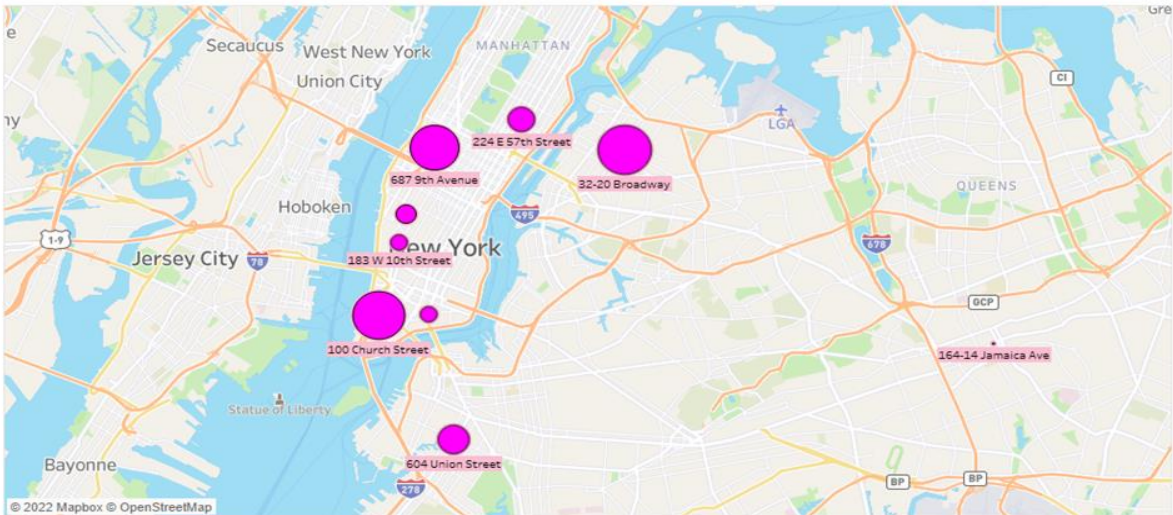 Gre
e
Secaucus
West New York
MANHATTAN
Union City
CI
ny
LGA
224 E 57th Street
687 9th Avenue
32-20 Broadway
QUEENS
Hoboken
495
1-9
678
New York
Jersey City
78
183 W 10th Street
GCP
100 Church Street
164-14 Jamaica Ave
Statue of Liberty
604 Union Street
Bayonne
278
BP
BP
© 2022 Mapbox © OpenStreetMap